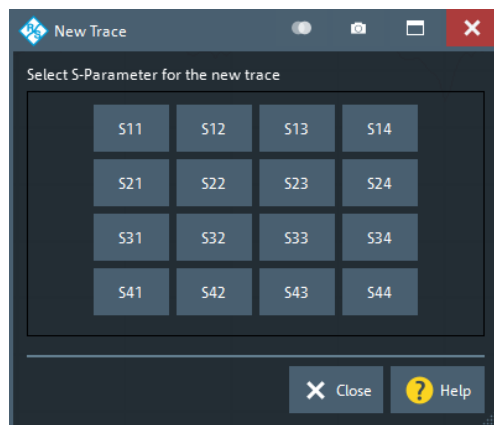 R/S New Trace
Select S-Parameter for the new trace
S11 S12 S13 S14
S21 S22 S23 S24
S31 S32 S33 S34
S41 S42 S43 S44
Close ? Help